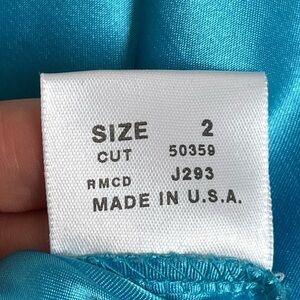 SIZE 2
CUT 50359
RMCD J293
MADE IN U.S.A.